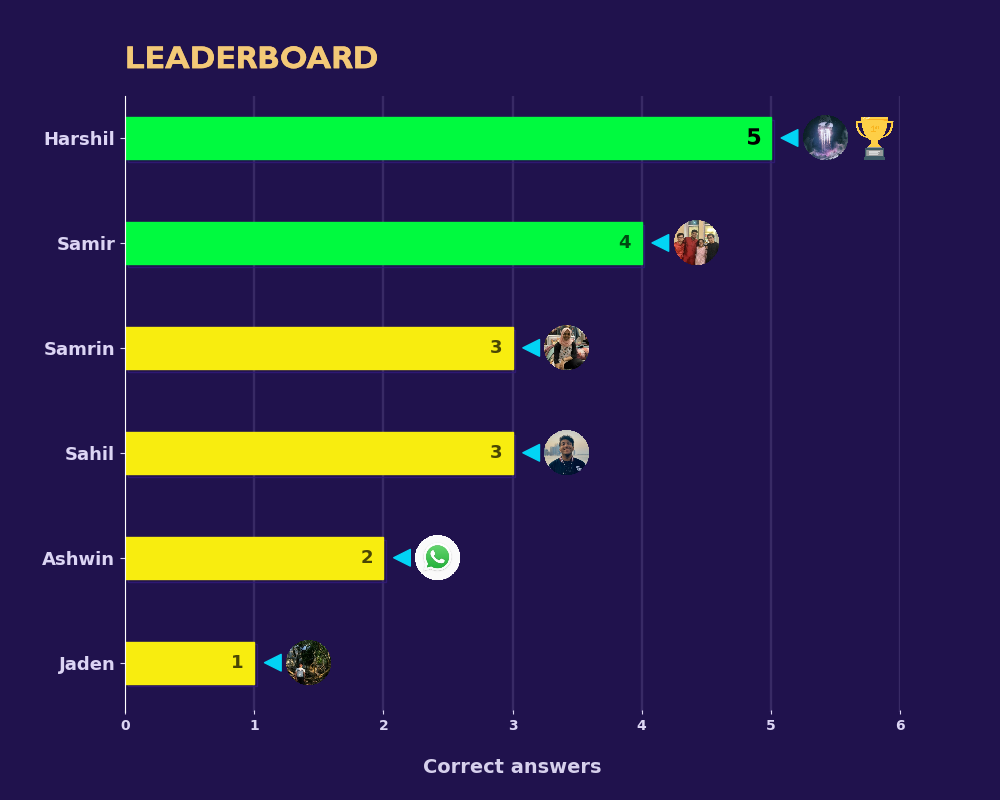 LEADERBOARD
Harshil 5
Samir 4
Samrin 3
Sahil 3
Ashwin 2
Jaden 1
0 1 2 3 4 5 6
Correct answers